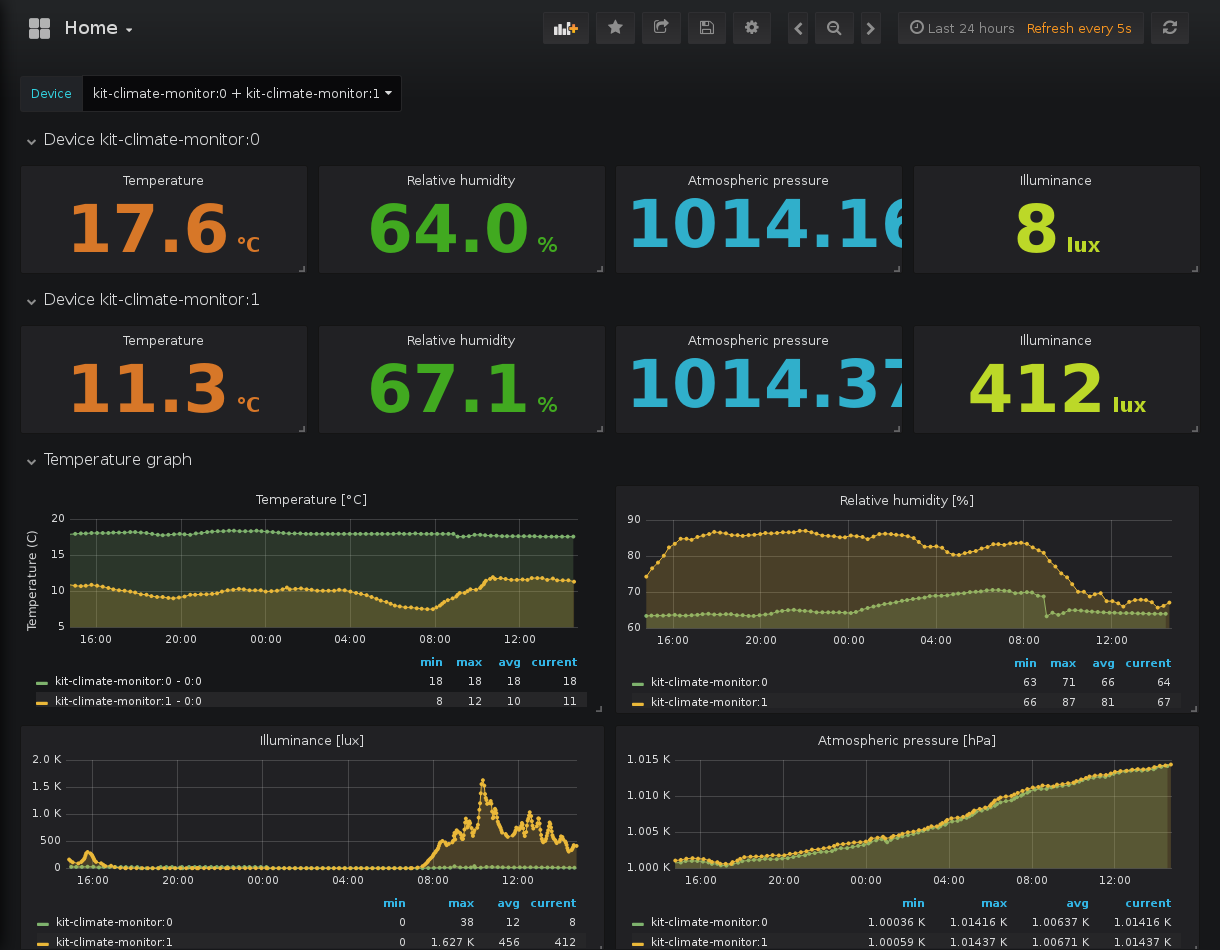 Home
Last 24 hours Refresh every 5s
Device kit-climate-monitor:0 + kit-climate-monitor:1
Device kit-climate-monitor:0
Temperature Relative humidity Atmospheric pressure Illuminance
17.6 °C 64.0 % 1014.16 8 lux
Device kit-climate-monitor:1
Temperature Relative humidity Atmospheric pressure Illuminance
11.3 °C 67.1 % 1014.37 412 lux
Temperature graph
Temperature [°C]
Temperature (C)
20
15
10
5
16:00 20:00 00:00 04:00 08:00 12:00
min max avg current
kit-climate-monitor:0 - 0:0 18 18 18 18
kit-climate-monitor:1 - 0:0 8 12 10 11
Relative humidity [%]
90
80
70
60
16:00 20:00 00:00 04:00 08:00 12:00
min max avg current
kit-climate-monitor:0 63 71 66 64
kit-climate-monitor:1 66 87 81 67
Illuminance [lux]
2.0 K
1.5 K
1.0 K
500
0
16:00 20:00 00:00 04:00 08:00 12:00
min max avg current
kit-climate-monitor:0 0 38 12 8
kit-climate-monitor:1 0 1.627 K 456 412
Atmospheric pressure [hPa]
1.015 K
1.010 K
1.005 K
1.000 K
16:00 20:00 00:00 04:00 08:00 12:00
min max avg current
kit-climate-monitor:0 1.00036 K 1.01416 K 1.00637 K 1.01416 K
kit-climate-monitor:1 1.00059 K 1.01437 K 1.00671 K 1.01437 K